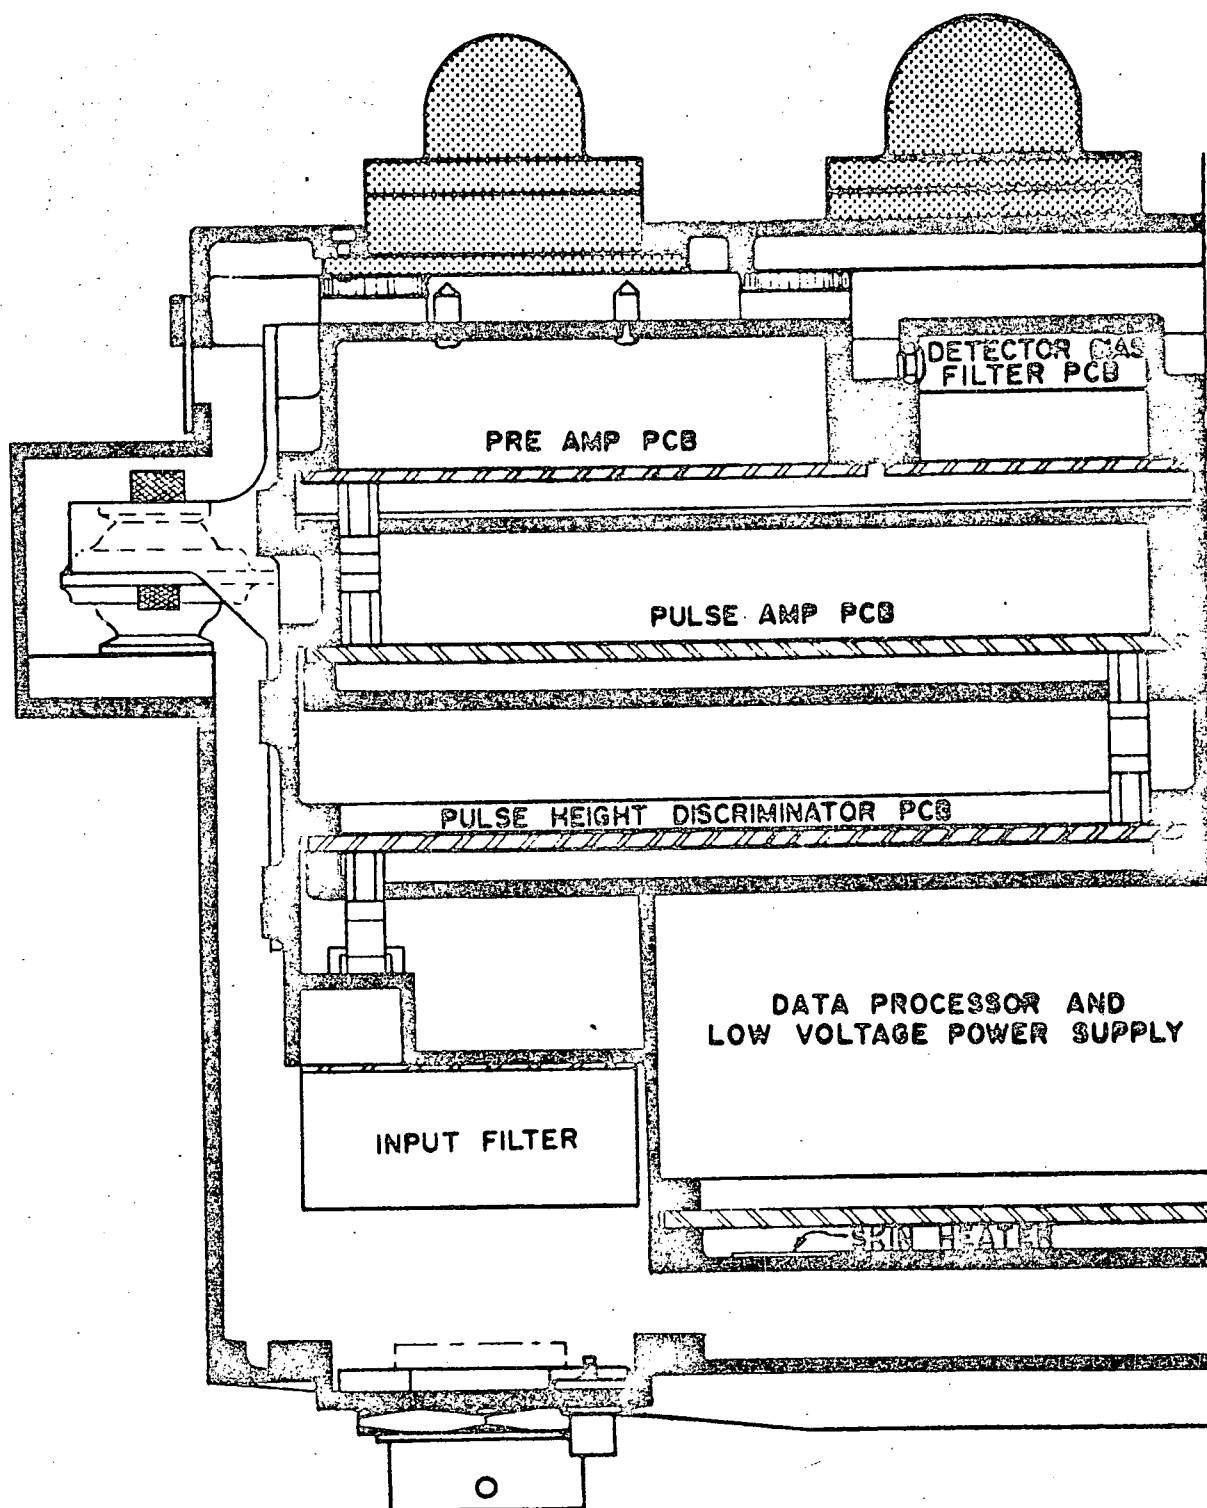 DETECTOR BIAS
FILTER PCB
PRE AMP PCB
PULSE AMP PCB
PULSE HEIGHT DISCRIMINATOR PCB
DATA PROCESSOR AND
LOW VOLTAGE POWER SUPPLY
INPUT FILTER
SKIN HEATER